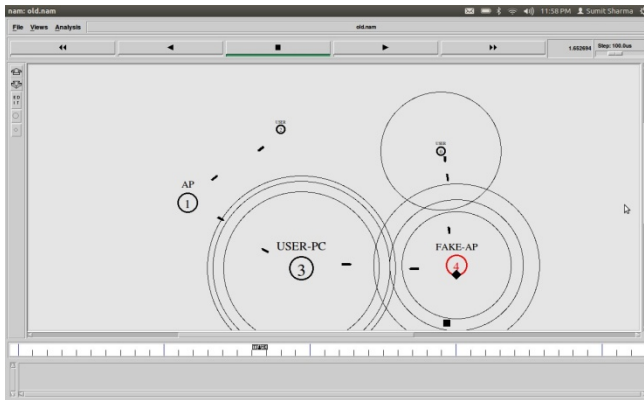 nam: old.nam
11:58 PM Sumit Sharma
File Views Analysis
old.nam
1.652694
Step: 100.0us
USER
USER
AP
1
USER-PC
3
FAKE-AP
4